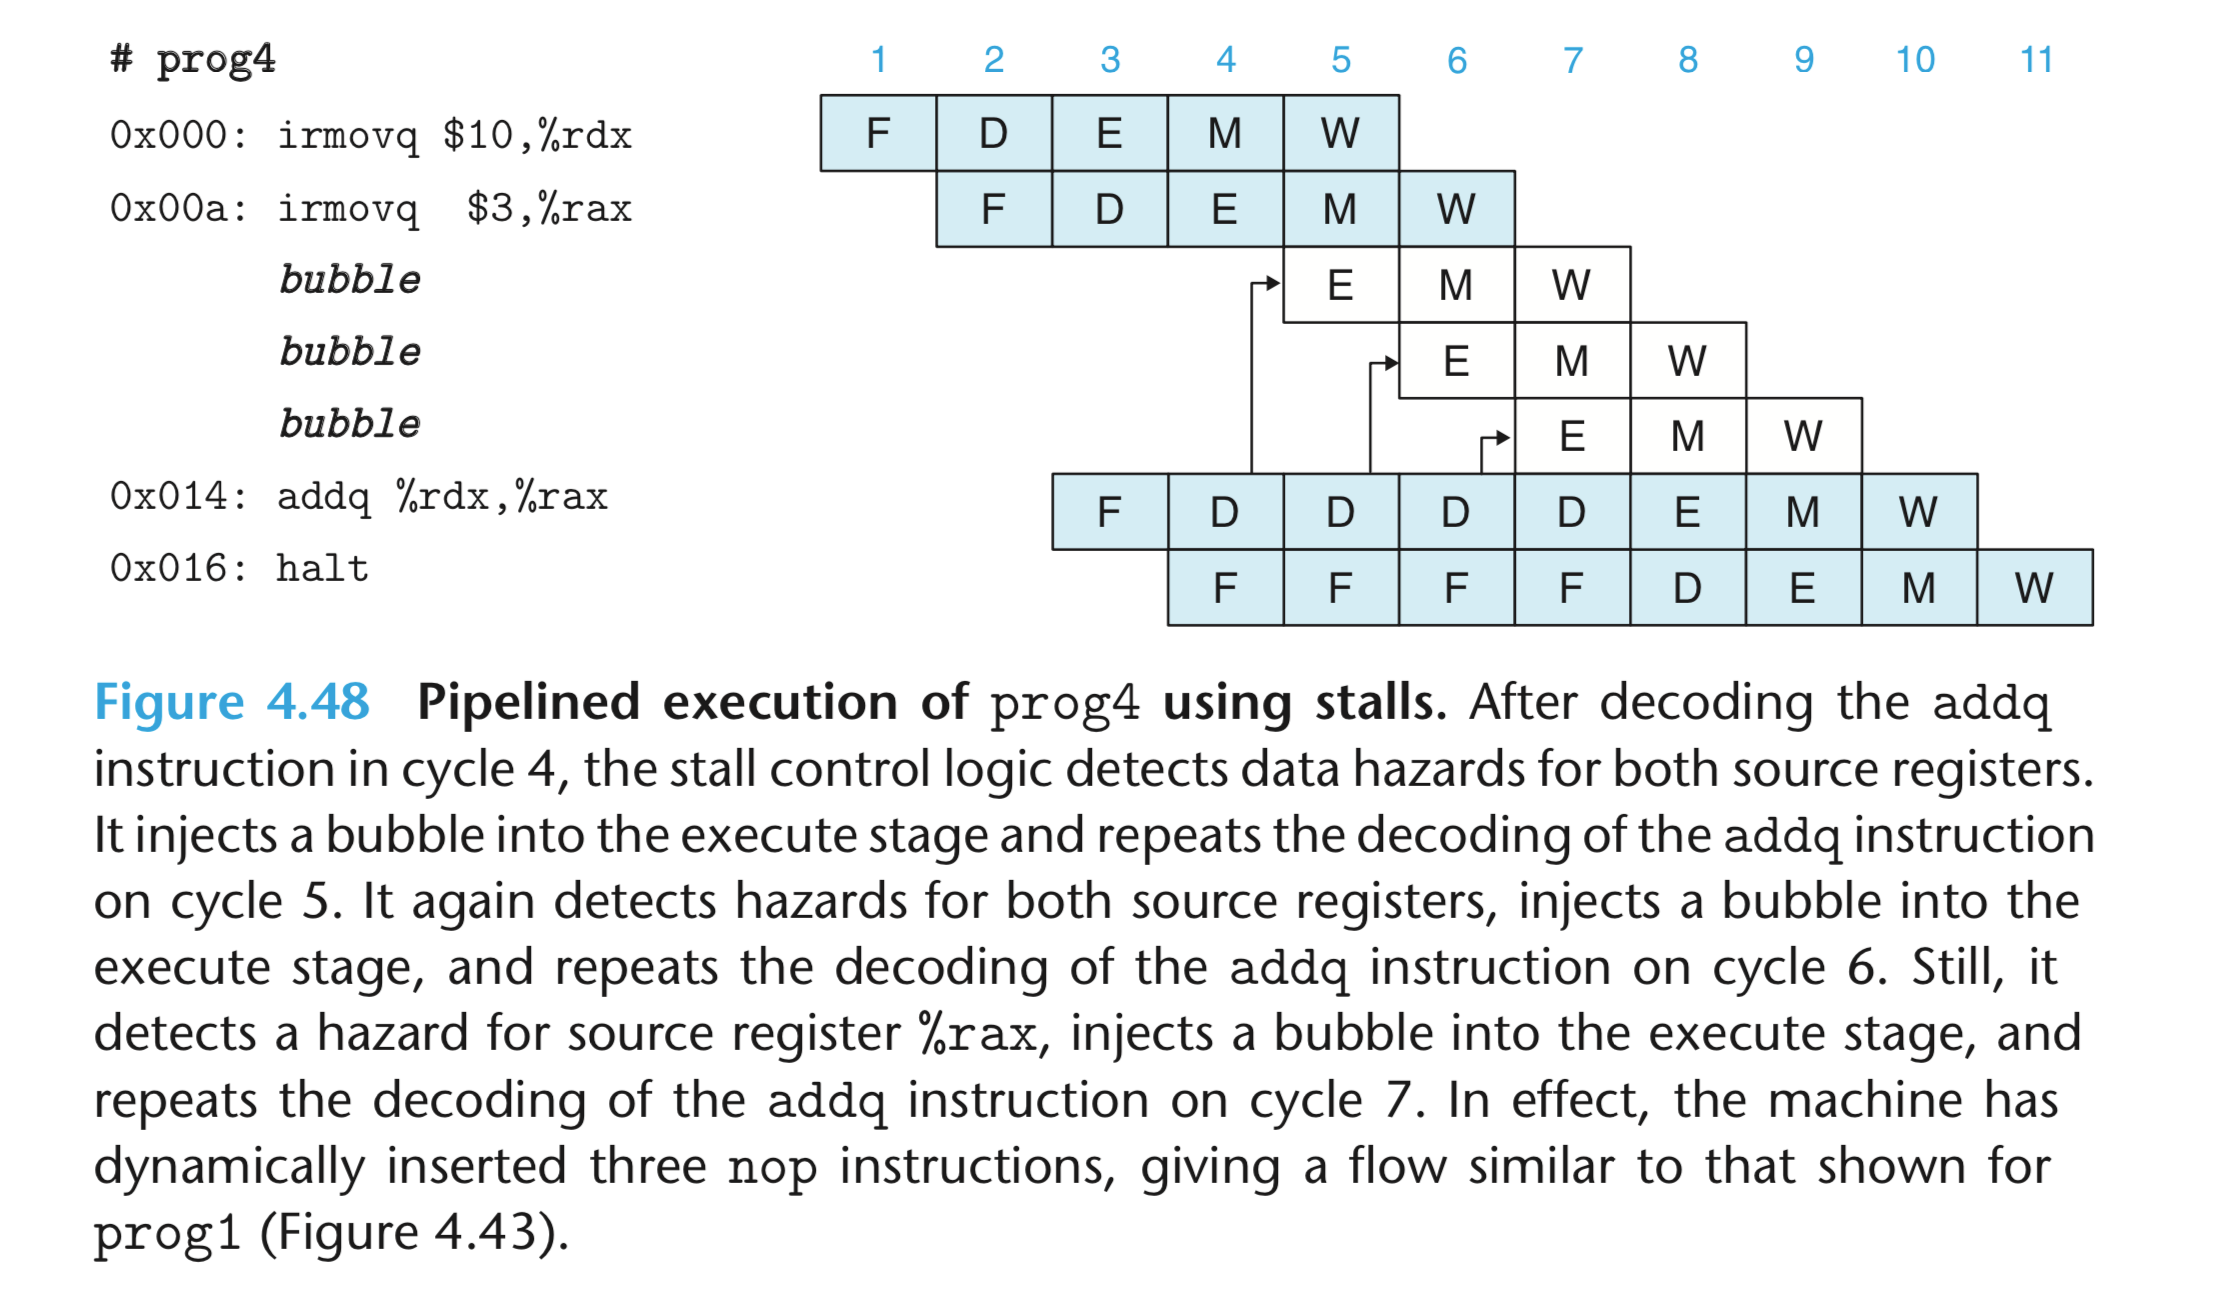 # prog4
1 2 3 4 5 6 7 8 9 10 11
0x000: irmovq $10,%rdx F D E M W
0x00a: irmovq $3,%rax F D E M W
bubble E M W
bubble E M W
bubble E M W
0x014: addq %rdx,%rax F D D D D E M W
0x016: halt F F F F D E M W
Figure 4.48 Pipelined execution of prog4 using stalls. After decoding the addq
instruction in cycle 4, the stall control logic detects data hazards for both source registers.
It injects a bubble into the execute stage and repeats the decoding of the addq instruction
on cycle 5. It again detects hazards for both source registers, injects a bubble into the
execute stage, and repeats the decoding of the addq instruction on cycle 6. Still, it
detects a hazard for source register %rax, injects a bubble into the execute stage, and
repeats the decoding of the addq instruction on cycle 7. In effect, the machine has
dynamically inserted three nop instructions, giving a flow similar to that shown for
prog1 (Figure 4.43).